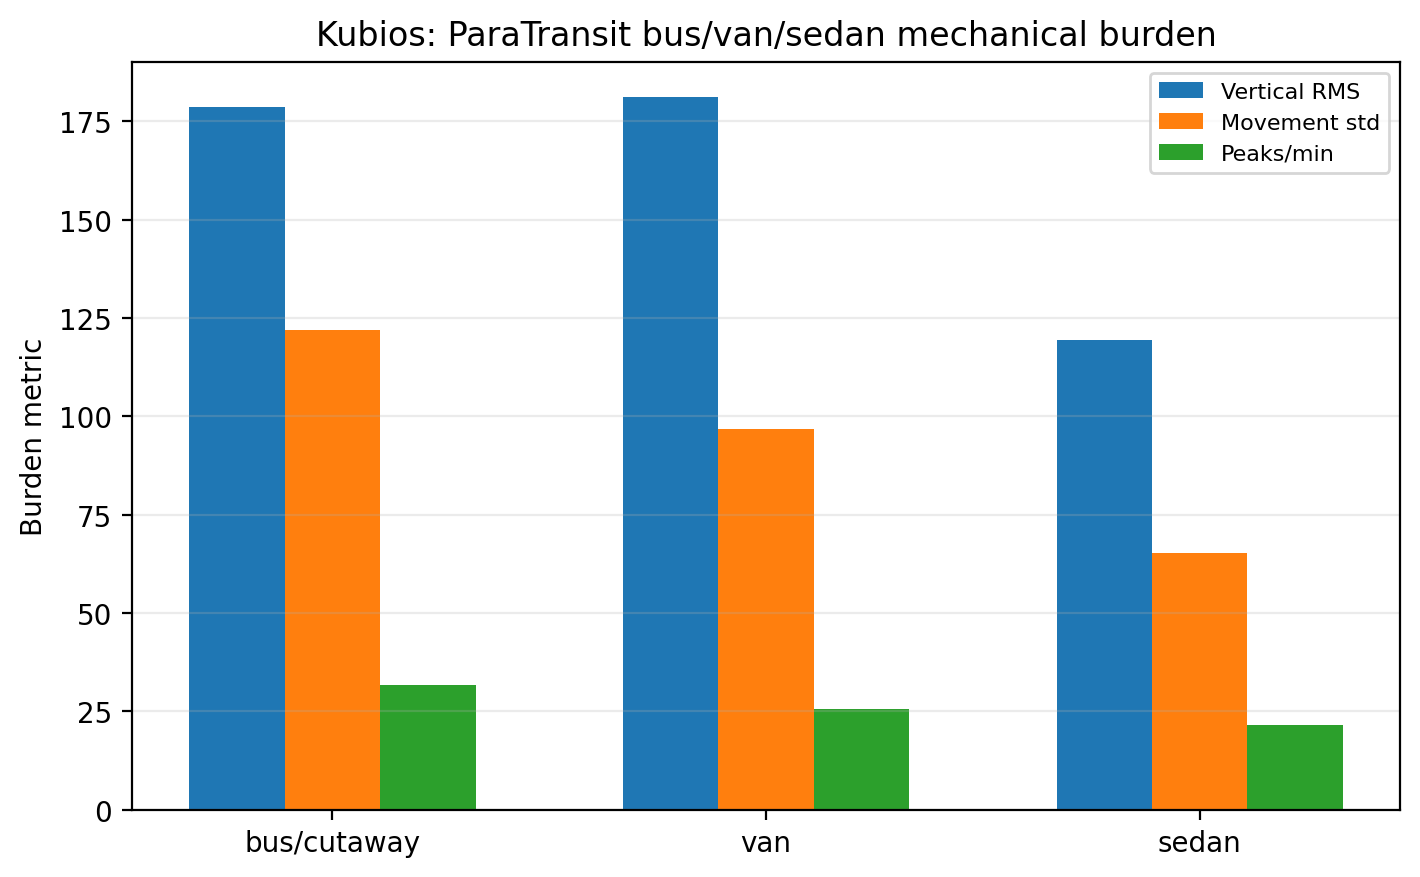 Kubios: ParaTransit bus/van/sedan mechanical burden
Vertical RMS
Movement std
Peaks/min
Burden metric
175
150
125
100
75
50
25
0
bus/cutaway
van
sedan